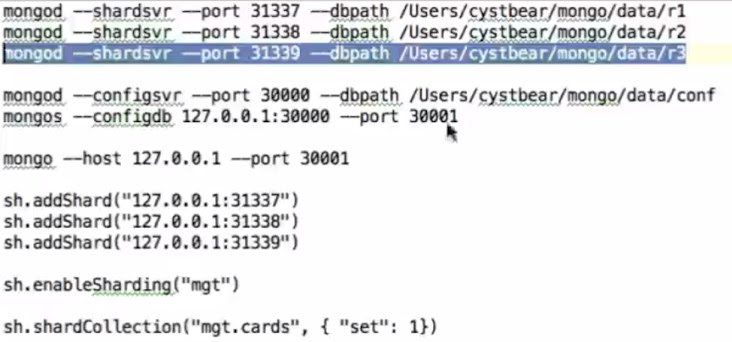 mongod --shardsvr --port 31337 --dbpath /Users/cystbear/mongo/data/r1
mongod --shardsvr --port 31338 --dbpath /Users/cystbear/mongo/data/r2
mongod --shardsvr --port 31339 --dbpath /Users/cystbear/mongo/data/r3
mongod --configsvr --port 30000 --dbpath /Users/cystbear/mongo/data/conf
mongos --configdb 127.0.0.1:30000 --port 30001
mongo --host 127.0.0.1 --port 30001
sh.addShard("127.0.0.1:31337")
sh.addShard("127.0.0.1:31338")
sh.addShard("127.0.0.1:31339")
sh.enableSharding("mgt")
sh.shardCollection("mgt.cards", { "set": 1})